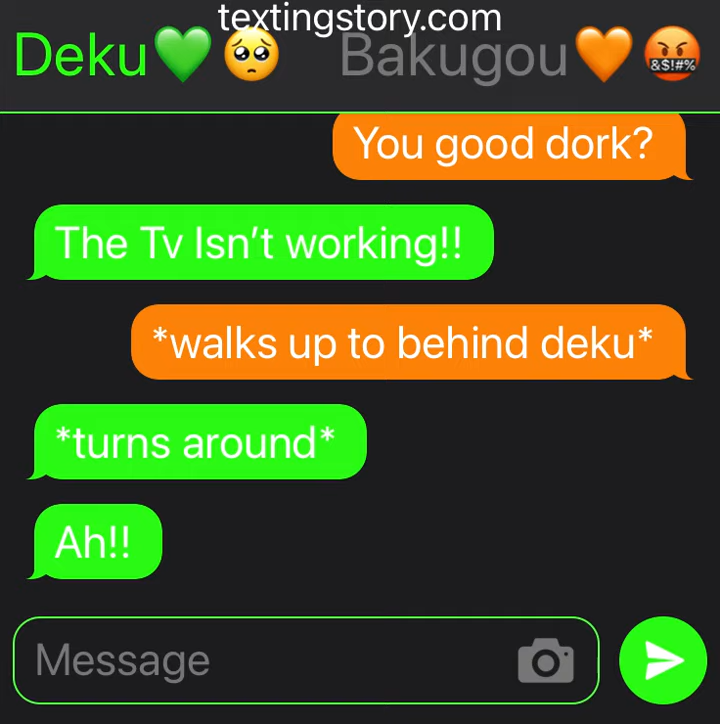 textingstory.com
Deku💚🥺 Bakugou🧡🤬
You good dork?
The Tv Isn’t working!!
*walks up to behind deku*
*turns around*
Ah!!
Message